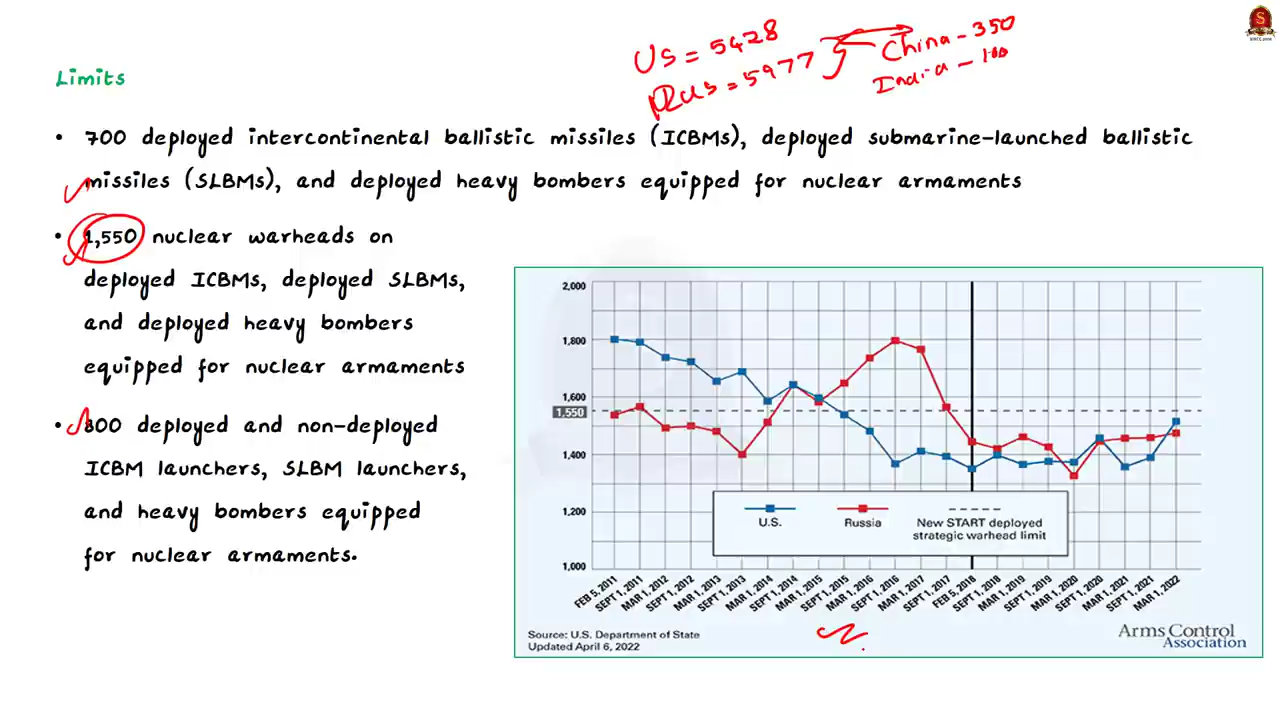 US = 5428
RUS = 5977
China - 350
India - 100
Limits
• 700 deployed intercontinental ballistic missiles (ICBMs), deployed submarine-launched ballistic
missiles (SLBMs), and deployed heavy bombers equipped for nuclear armaments
• 1,550 nuclear warheads on
deployed ICBMs, deployed SLBMs,
and deployed heavy bombers
equipped for nuclear armaments
• 800 deployed and non-deployed
ICBM launchers, SLBM launchers,
and heavy bombers equipped
for nuclear armaments.
2,000
1,800
1,600
1,550
1,400
1,200
1,000
U.S.
Russia
New START deployed
strategic warhead limit
FEB 5, 2011
SEPT 1, 2011
MAR 1, 2012
SEPT 1, 2012
MAR 1, 2013
SEPT 1, 2013
MAR 1, 2014
SEPT 1, 2014
MAR 1, 2015
SEPT 1, 2015
MAR 1, 2016
SEPT 1, 2016
MAR 1, 2017
SEPT 1, 2017
FEB 5, 2018
SEPT 1, 2018
MAR 1, 2019
SEPT 1, 2019
MAR 1, 2020
SEPT 1, 2020
MAR 1, 2021
SEPT 1, 2021
MAR 1, 2022
Source: U.S. Department of State
Updated April 6, 2022
Arms Control
Association